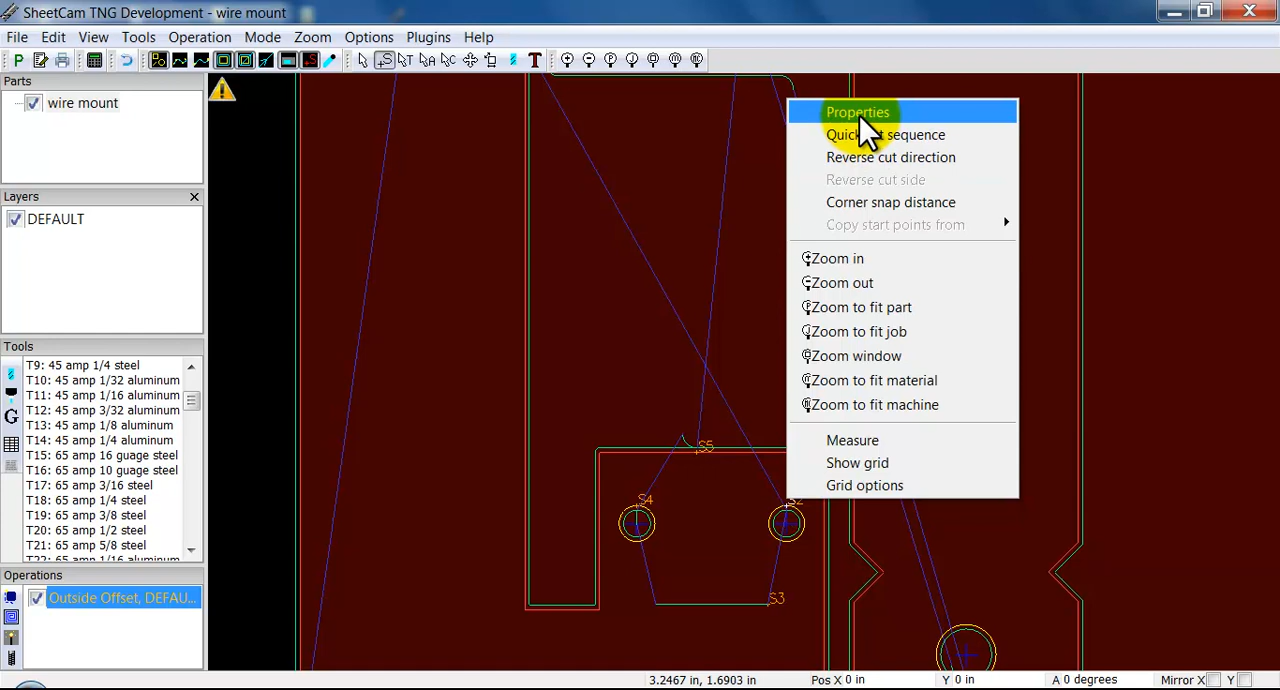 SheetCam TNG Development - wire mount
File Edit View Tools Operation Mode Zoom Options Plugins Help
Parts
wire mount
Layers
DEFAULT
Tools
T9: 45 amp 1/4 steel
T10: 45 amp 1/32 aluminum
T11: 45 amp 1/16 aluminum
T12: 45 amp 3/32 aluminum
T13: 45 amp 1/8 aluminum
T14: 45 amp 1/4 aluminum
T15: 65 amp 16 guage steel
T16: 65 amp 10 guage steel
T17: 65 amp 3/16 steel
T18: 65 amp 1/4 steel
T19: 65 amp 3/8 steel
T20: 65 amp 1/2 steel
T21: 65 amp 5/8 steel
T22: 65 amp 1/16 aluminum
Operations
Outside Offset, DEFAU...
Properties
sequence
Reverse cut direction
Reverse cut side
Corner snap distance
Copy start points from
Zoom in
Zoom out
Zoom to fit part
Zoom to fit job
Zoom window
Zoom to fit material
Zoom to fit machine
Measure
Show grid
Grid options
S5
S4
S2
S3
3.2467 in, 1.6903 in Pos X 0 in Y 0 in A 0 degrees Mirror X Y